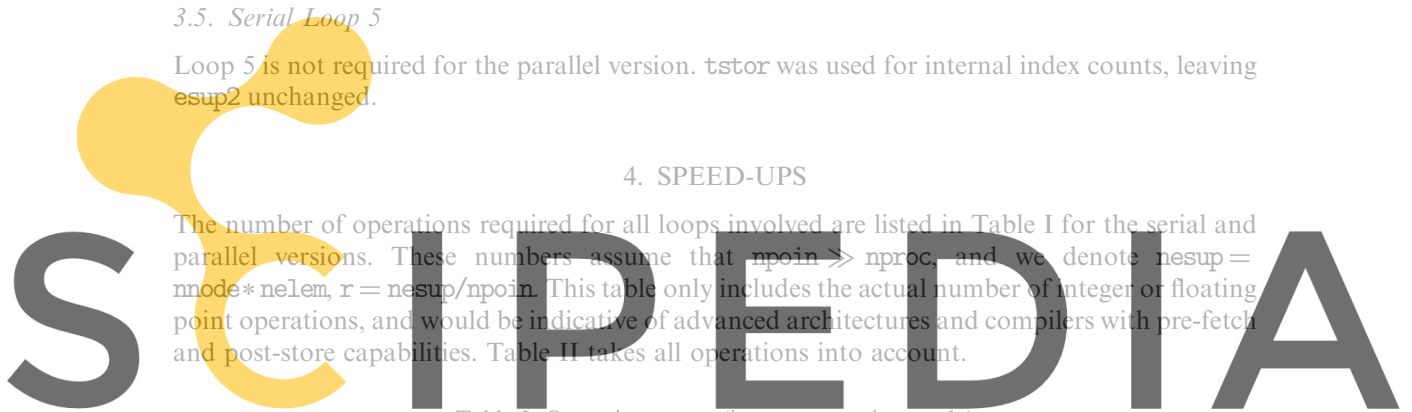 3.5. Serial Loop 5
Loop 5 is not required for the parallel version. tstor was used for internal index counts, leaving
esup2 unchanged.
4. SPEED-UPS
The number of operations required for all loops involved are listed in Table I for the serial and
parallel versions. These numbers assume that npoin ≫ nproc, and we denote nesup =
nnode * nelem, r = nesup/npoin. This table only includes the actual number of integer or floating
point operations, and would be indicative of advanced architectures and compilers with pre-fetch
and post-store capabilities. Table II takes all operations into account.
SCIPEDIA